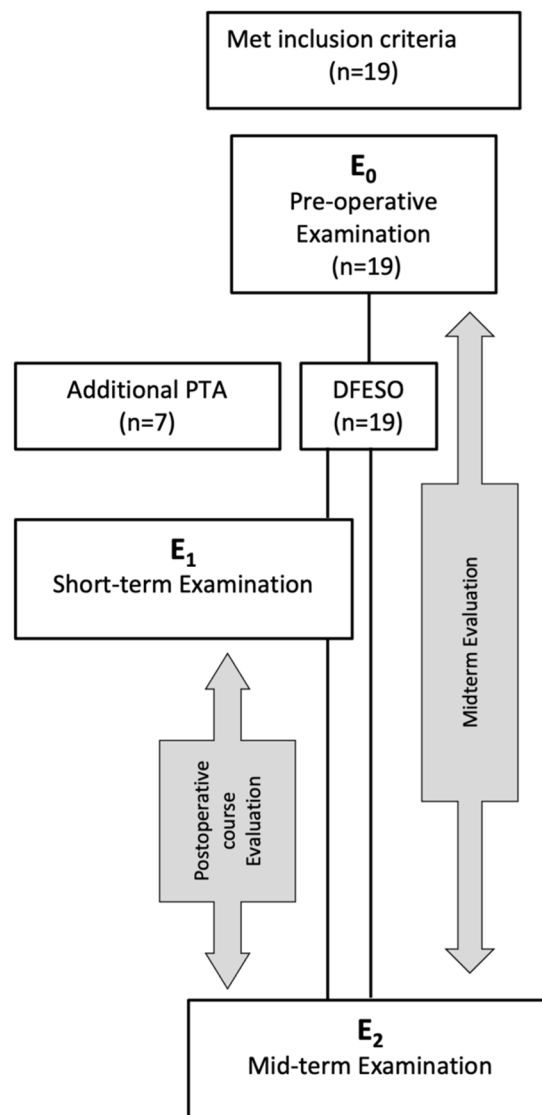 Met inclusion criteria
(n=19)
E₀
Pre-operative
Examination
(n=19)
Additional PTA
(n=7)
DFESO
(n=19)
E₁
Short-term Examination
Midterm Evaluation
Postoperative
course
Evaluation
E₂
Mid-term Examination